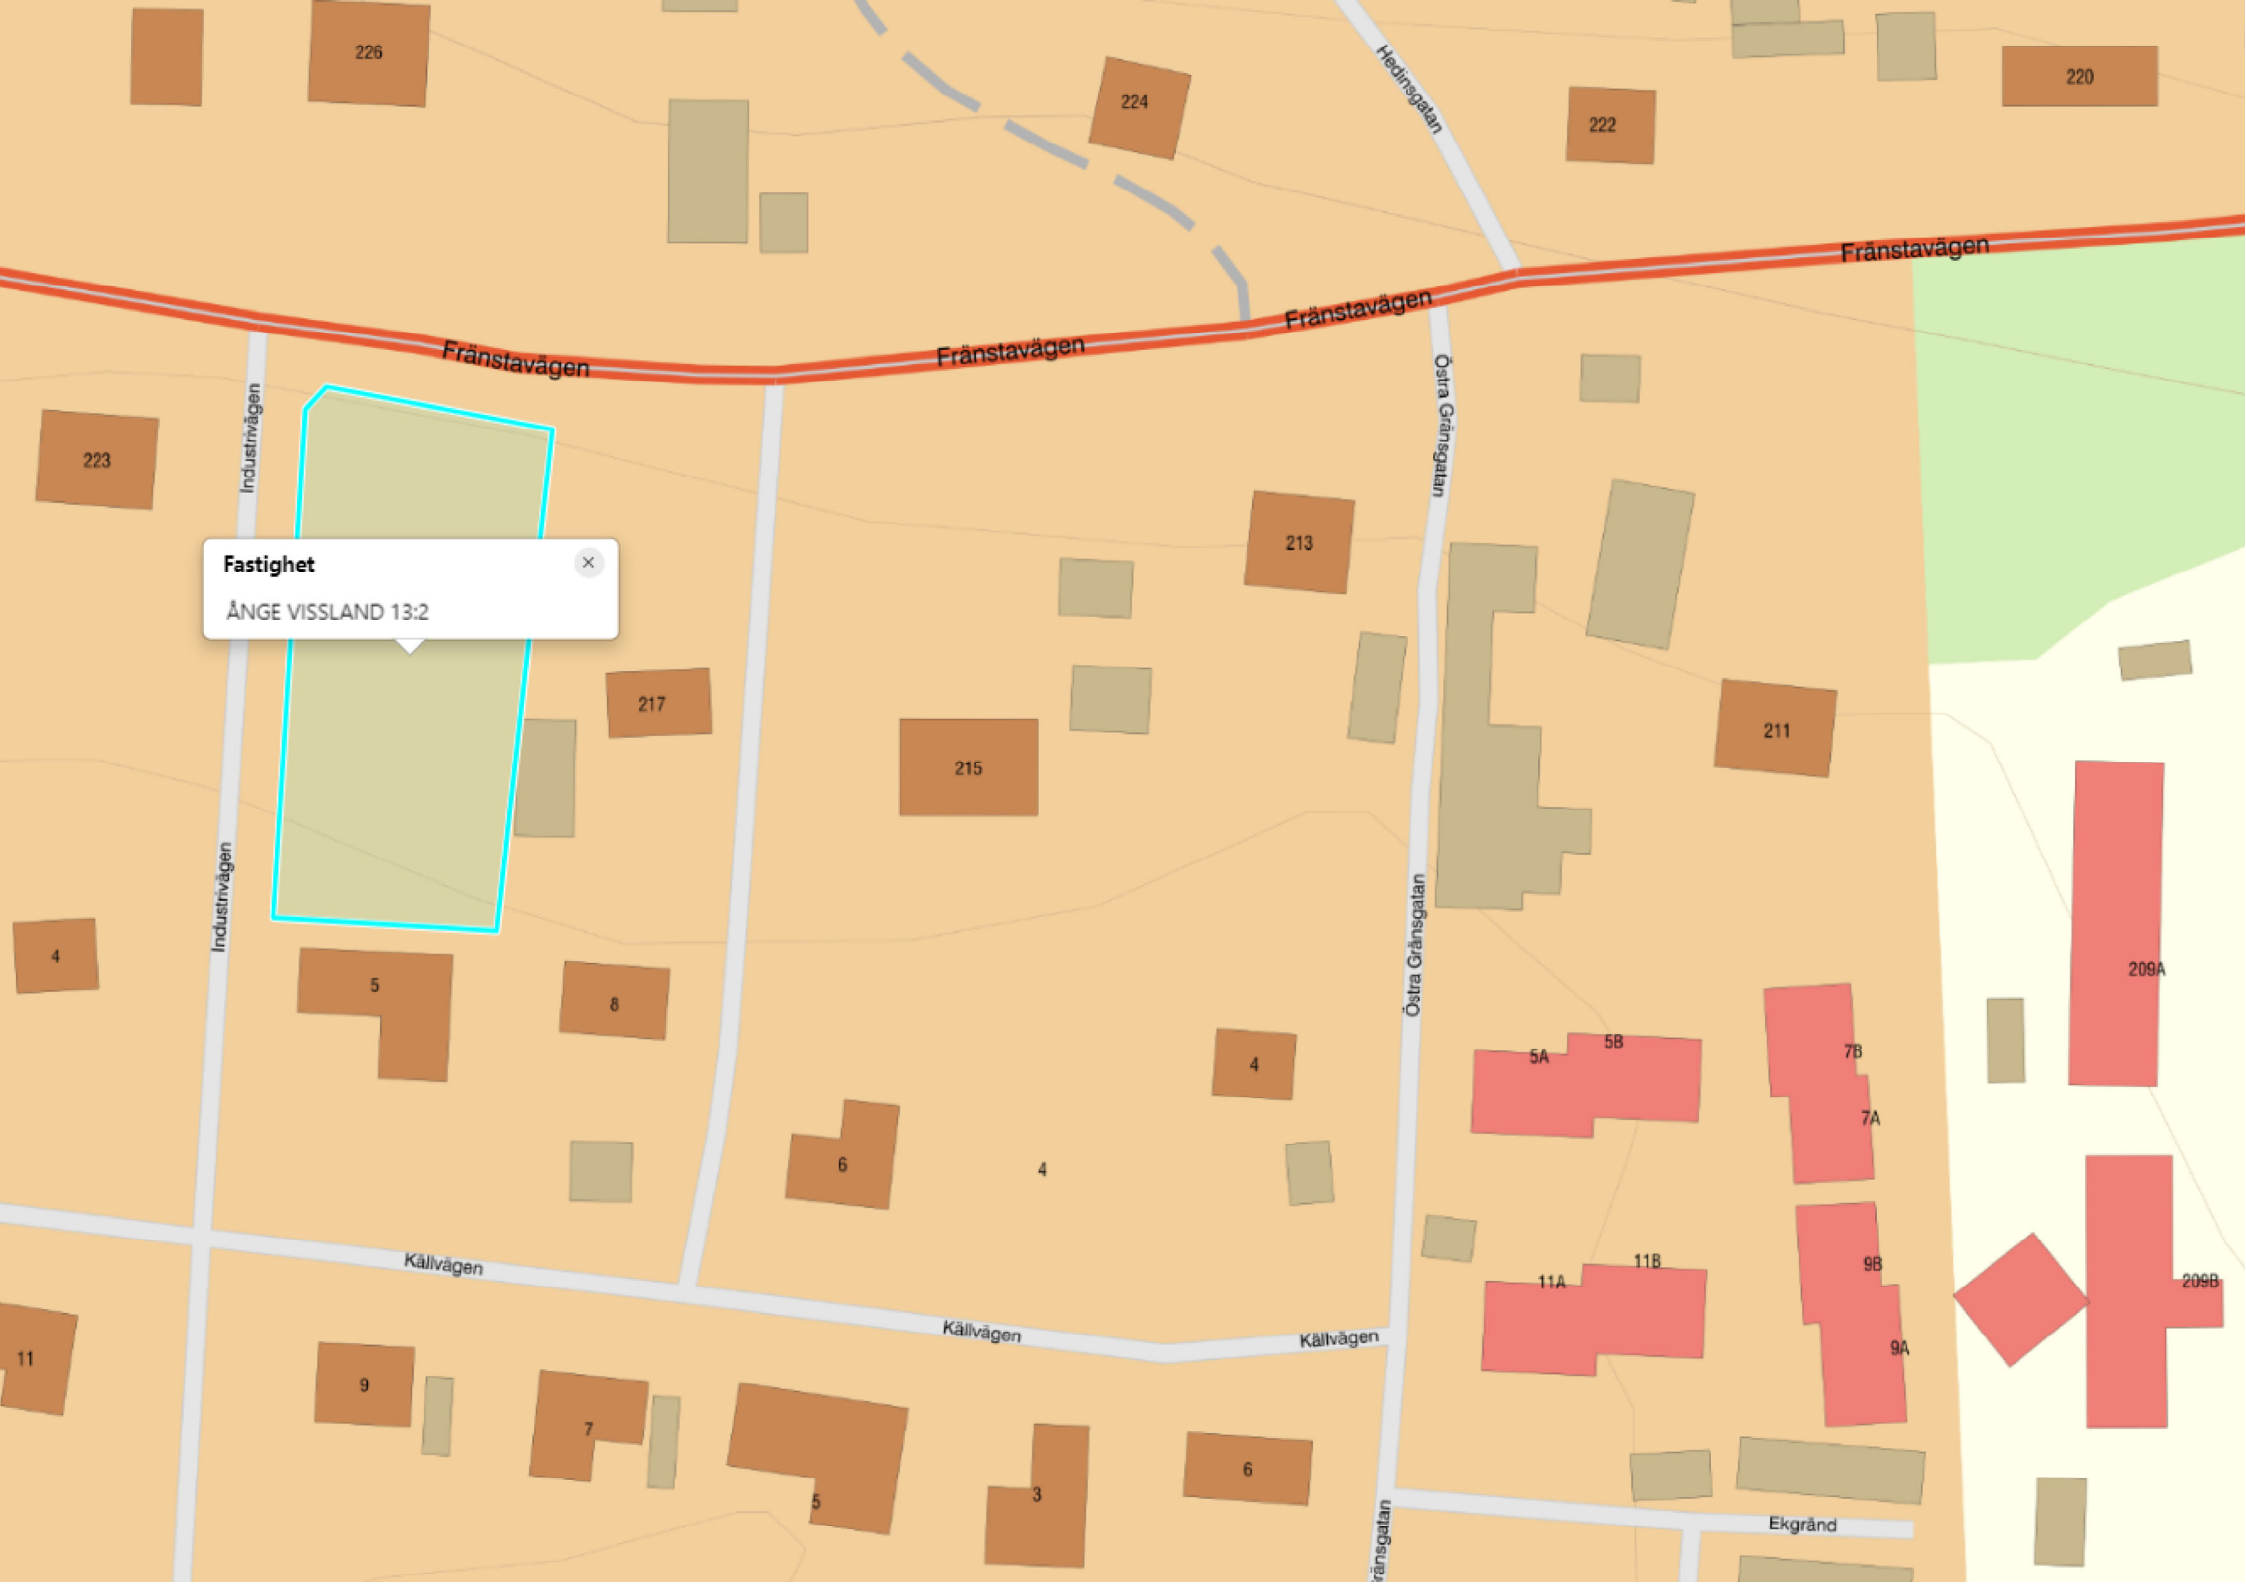 226
224
Hedinsgatan
222
220
Fränstavägen
Fränstavägen
Fränstavägen
Fränstavägen
Industrivägen
Östra Gränsgatan
223
Fastighet
ÅNGE VISSLAND 13:2
213
217
215
211
Industrivägen
Östra Gränsgatan
4
5
8
209A
4
5A
5B
7B
7A
6
4
Källvägen
Källvägen
Källvägen
11A
11B
9B
209B
9A
11
9
7
5
3
6
Ekgränd